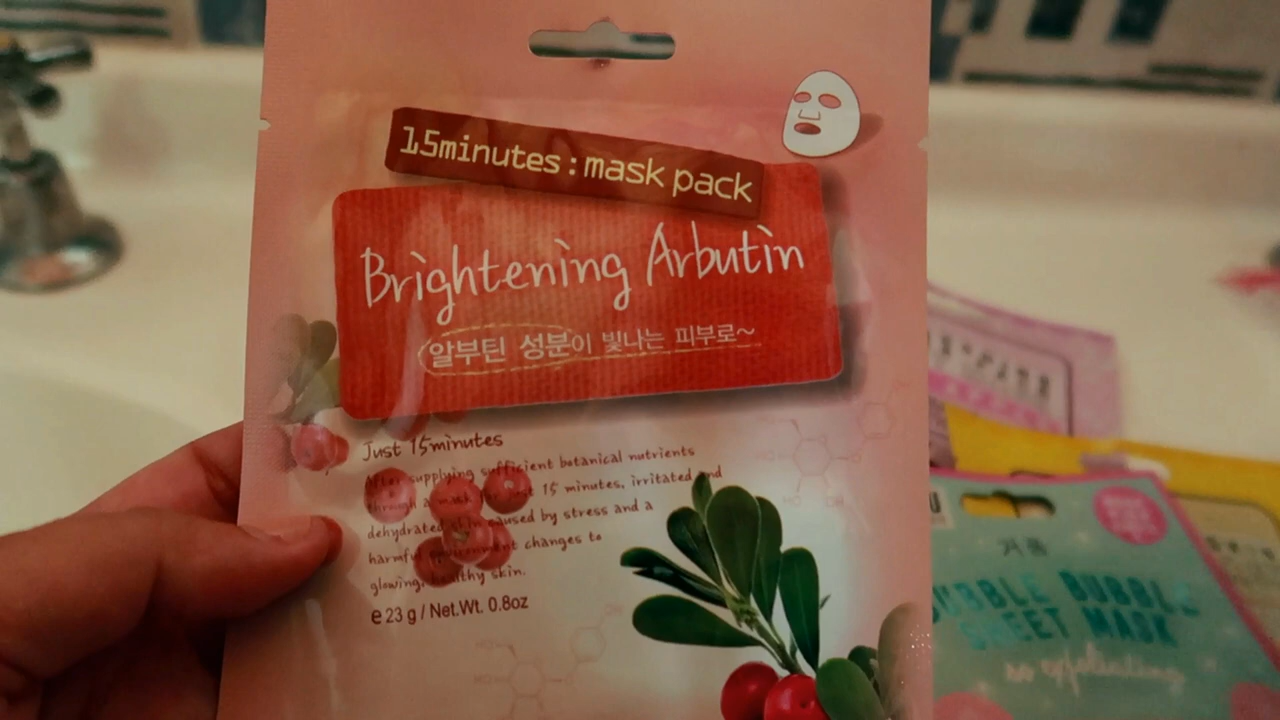 15minutes : mask pack
Brightening Arbutin
알부틴 성분이 빛나는 피부로~
Just 15minutes
After supplying sufficient botanical nutrients
through a mask 15 minutes, irritated and
dehydrated skin caused by stress and a
harmful environment changes to
glowing, healthy skin.
e 23 g / Net.Wt. 0.8oz
거품
BUBBLE BUBBLE
SHEET MASK
so exfoliating